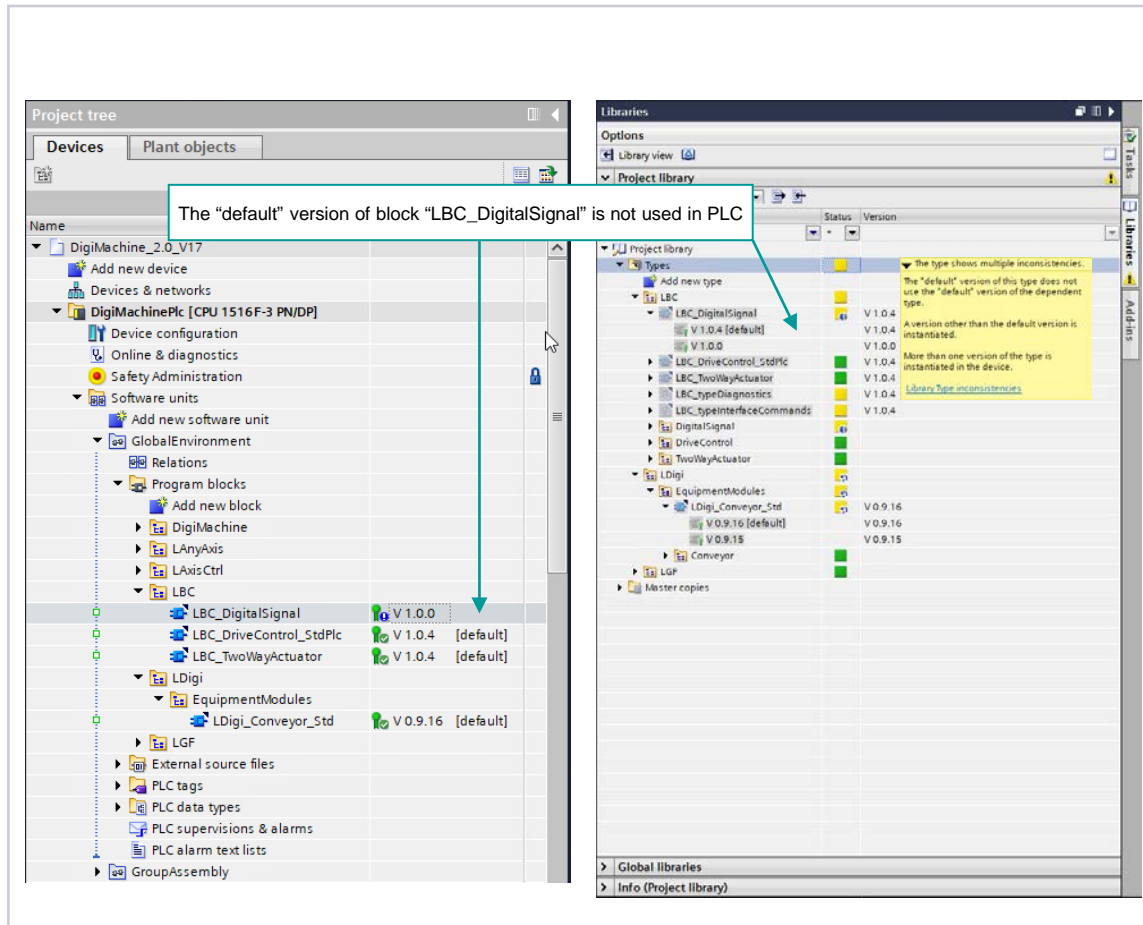 Project tree
Devices
Plant objects
Name
DigiMachine_2.0_V17
Add new device
Devices & networks
DigiMachinePlc [CPU 1516F-3 PN/DP]
Device configuration
Online & diagnostics
Safety Administration
Software units
Add new software unit
GlobalEnvironment
Relations
Program blocks
Add new block
DigiMachine
LAnyAxis
LAxisCtrl
LBC
LBC_DigitalSignal V 1.0.0
LBC_DriveControl_StdPlc V 1.0.4 [default]
LBC_TwoWayActuator V 1.0.4 [default]
LDigi
EquipmentModules
LDigi_Conveyor_Std V 0.9.16 [default]
LGF
External source files
PLC tags
PLC data types
PLC supervisions & alarms
PLC alarm text lists
GroupAssembly
The “default” version of block “LBC_DigitalSignal” is not used in PLC
Libraries
Options
Library view
Project library
Status Version
Project library
Types
Add new type
LBC
LBC_DigitalSignal V 1.0.4
V 1.0.4 [default] V 1.0.4
V 1.0.0 V 1.0.0
LBC_DriveControl_StdPlc V 1.0.4
LBC_TwoWayActuator V 1.0.4
LBC_typeDiagnostics V 1.0.4
LBC_typeInterfaceCommands V 1.0.4
DigitalSignal
DriveControl
TwoWayActuator
LDigi
EquipmentModules
LDigi_Conveyor_Std V 0.9.16
V 0.9.16 [default] V 0.9.16
V 0.9.15 V 0.9.15
Conveyor
LGF
Master copies
The type shows multiple inconsistencies.
The "default" version of this type does not
use the "default" version of the dependent
type.
A version other than the default version is
instantiated.
More than one version of the type is
instantiated in the device.
Library Type inconsistencies
Global libraries
Info (Project library)
Tasks
Libraries
Add-ins